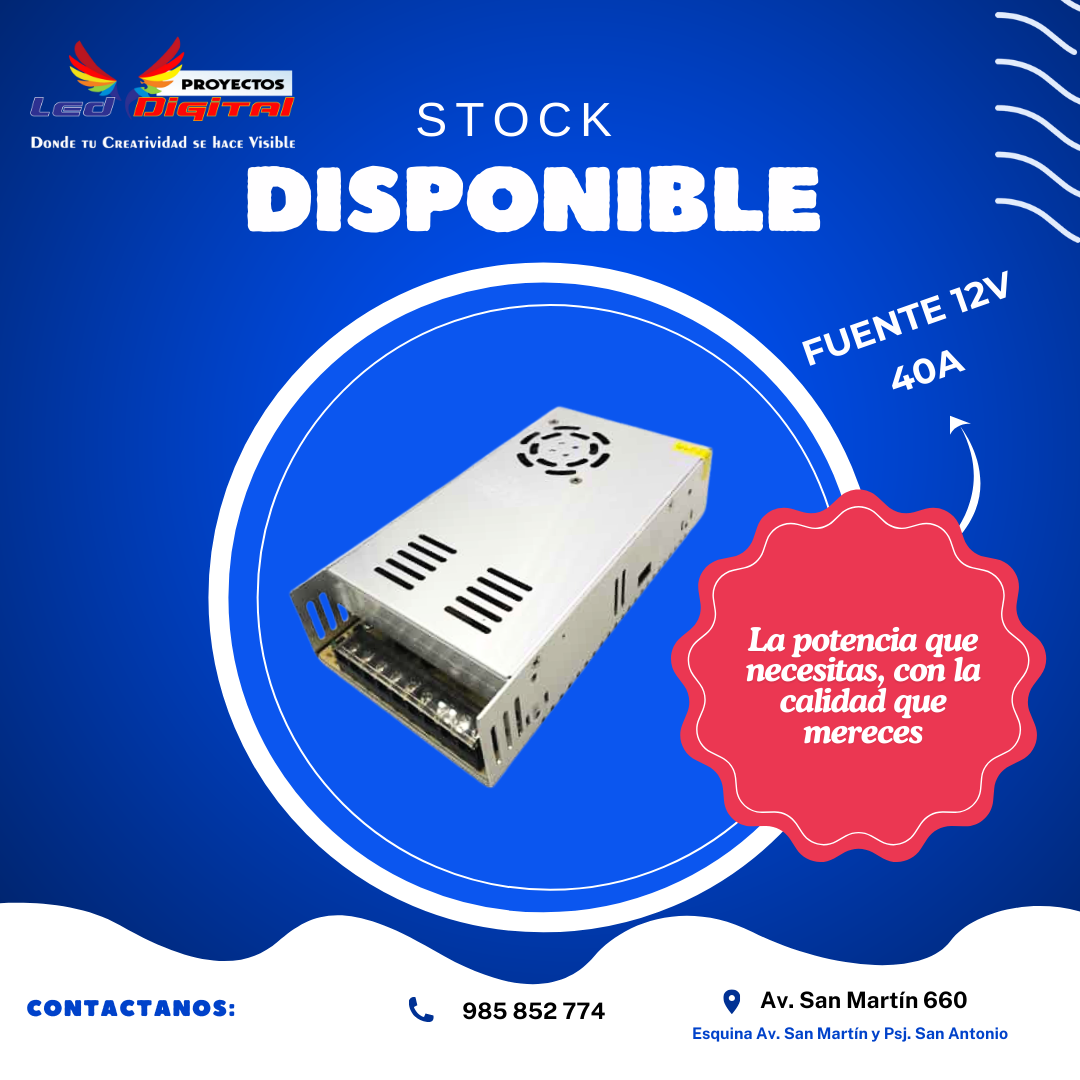 PROYECTOS
Led Digital
Donde tu Creatividad se hace Visible
STOCK
DISPONIBLE
FUENTE 12V
40A
La potencia que
necesitas, con la
calidad que
mereces
CONTACTANOS:
985 852 774
Av. San Martín 660
Esquina Av. San Martín y Psj. San Antonio